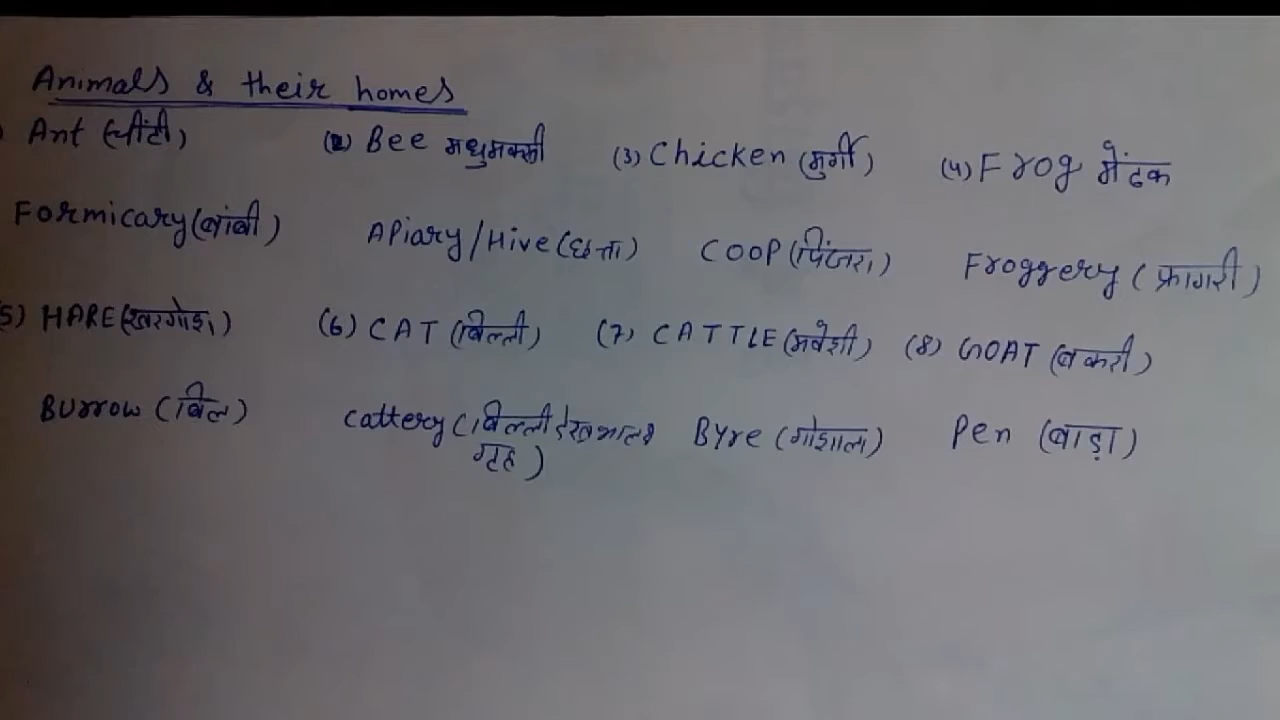 Animals & their homes
Ant (चींटी) (2) Bee मधुमक्खी (3) Chicken (मुर्गी) (4) Frog मेंढक
Formicary (बांबी) Apiary/Hive (छत्ता) COOP (पिंजरा) Froggery (फ्रागरी)
5) HARE (खरगोश) (6) CAT (बिल्ली) (7) CATTLE (मवेशी) (8) GOAT (बकरी)
Burrow (बिल) Cattery (बिल्ली देखभाल Byre (गोशाला) Pen (बाड़ा)
गृह)